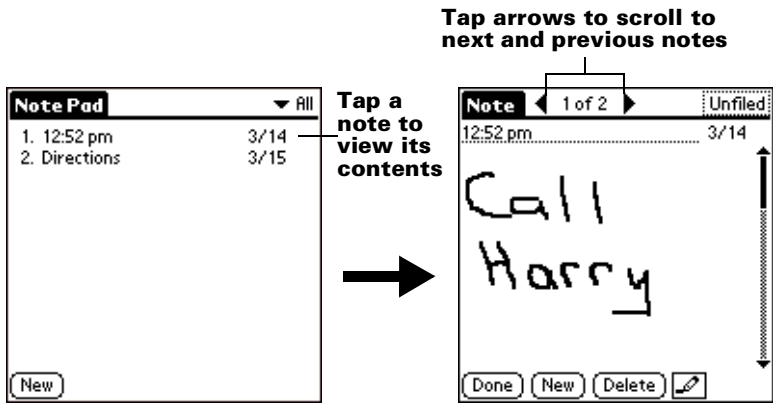 Tap arrows to scroll to
next and previous notes
Note Pad
All
1. 12:52 pm 3/14
2. Directions 3/15
New
Tap a
note to
view its
contents
Note
1 of 2
Unfiled
12:52 pm 3/14
Call
Harry
Done
New
Delete